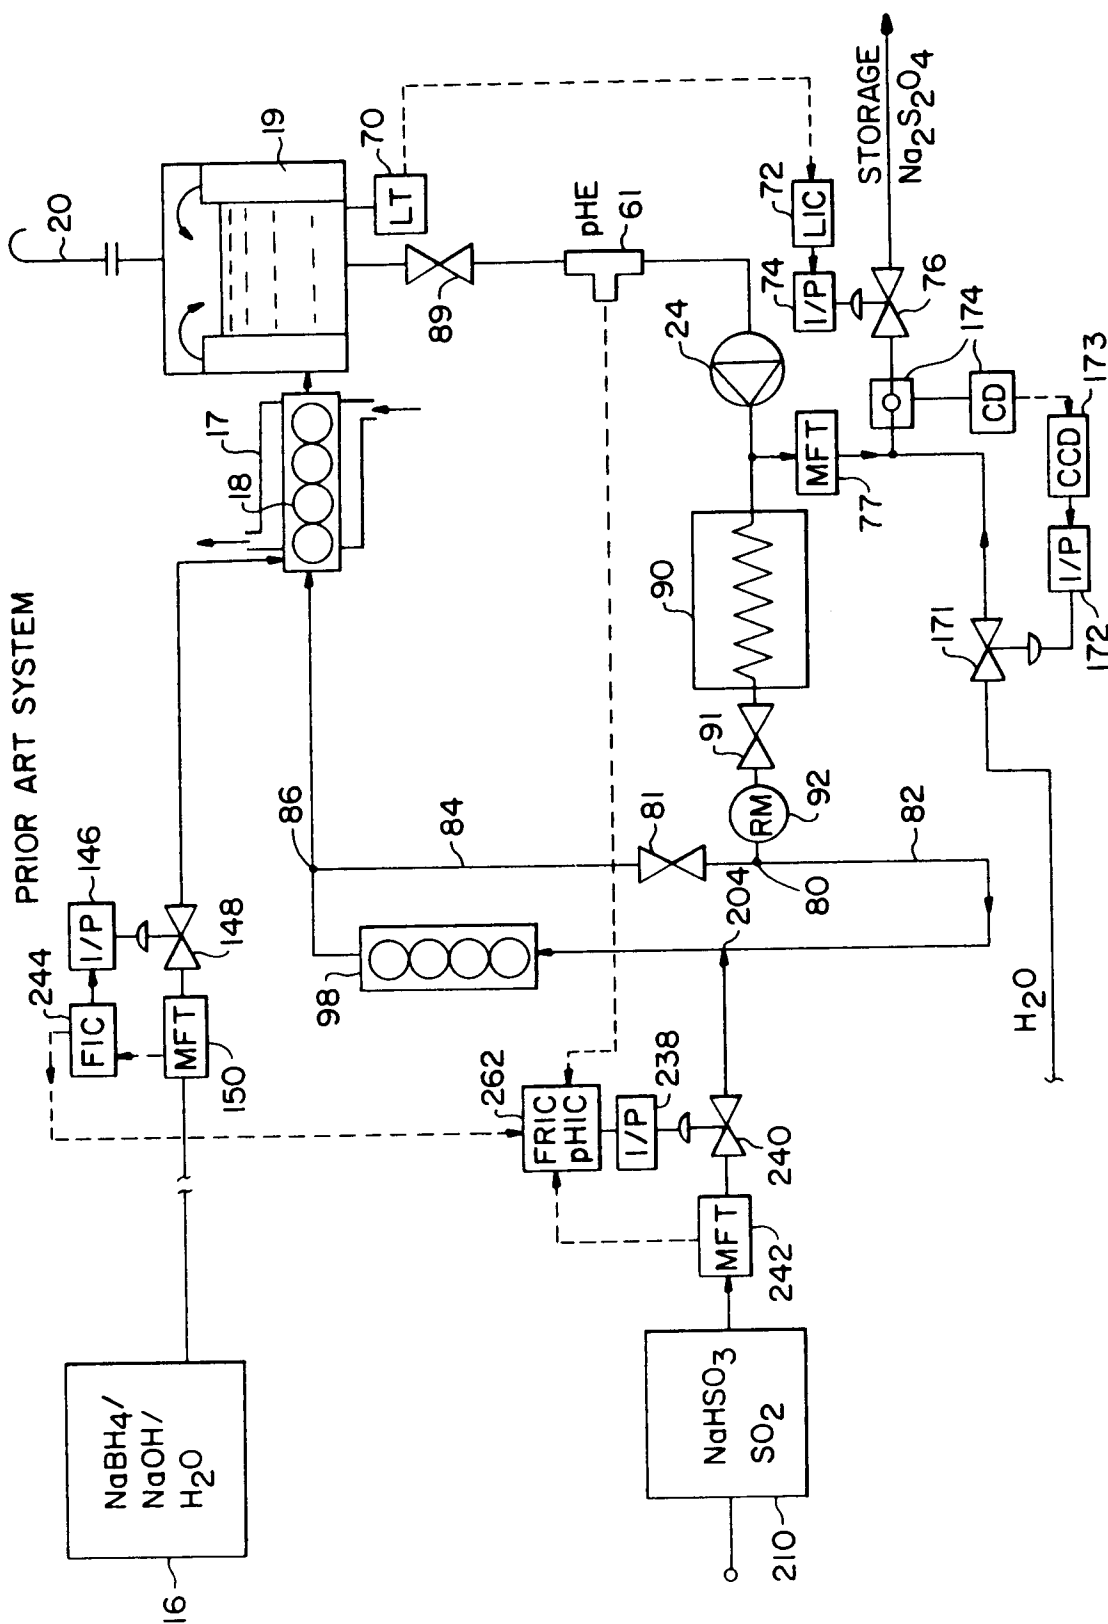 PRIOR ART SYSTEM
NaBH4/
NaOH/
H2O
16
MFT
150
FIC
244
I/P
146
148
17
18
19
20
LT
70
89
pHE
61
24
LIC
72
I/P
74
76
STORAGE
Na2S2O4
174
CD
CCD
173
I/P
172
171
H2O
MFT
77
90
91
RM
92
80
81
82
84
86
98
204
FRIC
pHIC
262
I/P
238
240
MFT
242
NaHSO3
SO2
210